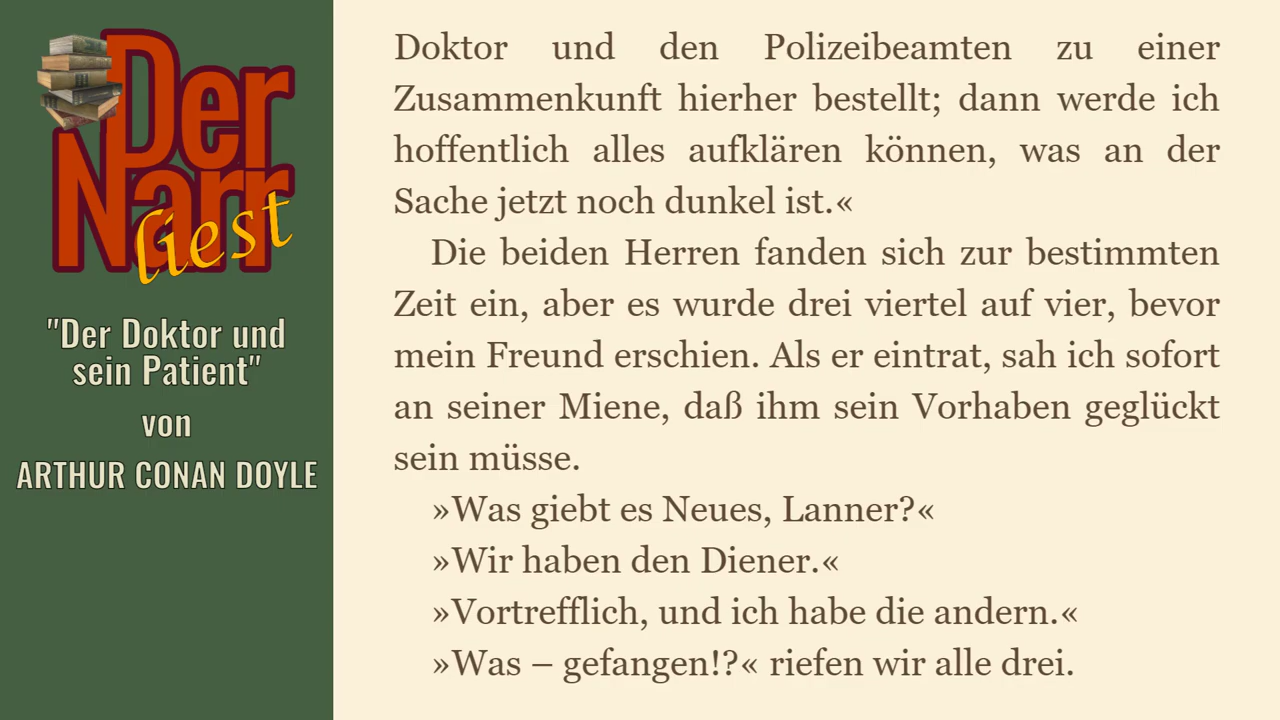 Der
Narr
liest
"Der Doktor und
sein Patient"
von
ARTHUR CONAN DOYLE
Doktor und den Polizeibeamten zu einer
Zusammenkunft hierher bestellt; dann werde ich
hoffentlich alles aufklären können, was an der
Sache jetzt noch dunkel ist.«
Die beiden Herren fanden sich zur bestimmten
Zeit ein, aber es wurde drei viertel auf vier, bevor
mein Freund erschien. Als er eintrat, sah ich sofort
an seiner Miene, daß ihm sein Vorhaben geglückt
sein müsse.
»Was giebt es Neues, Lanner?«
»Wir haben den Diener.«
»Vortrefflich, und ich habe die andern.«
»Was – gefangen!?« riefen wir alle drei.